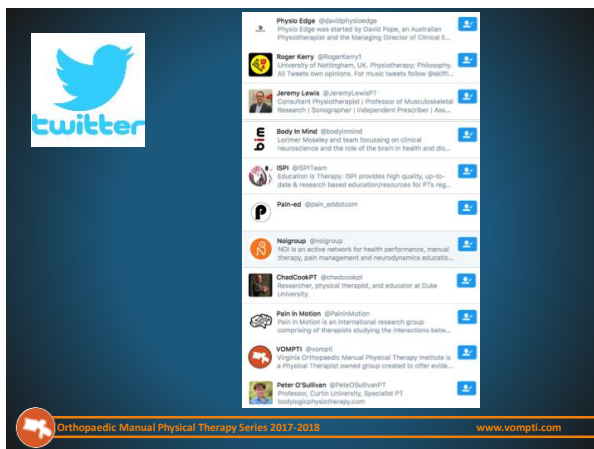 twitter
Physio Edge @davidphysioedge
Physio Edge was started by David Pope, an Australian
Physiotherapist and the Managing Director of Clinical E...
Roger Kerry @RogerKerry1
University of Nottingham, UK. Physiotherapy; Philosophy.
All Tweets own opinions. For music tweets follow @skiffl...
Jeremy Lewis @JeremyLewisPT
Consultant Physiotherapist | Professor of Musculoskeletal
Research | Sonographer | Independent Prescriber | Ass...
bim
Body In Mind @bodyinmind
Lorimer Moseley and team focussing on clinical
neuroscience and the role of the brain in health and dis...
ISPI @ISPITeam
Education is Therapy: ISPI provides high quality, up-to-
date & research based education/resources for PTs reg...
p
Pain-ed @pain_eddotcom
Noigroup @noigroup
NOI is an active network for health performance, manual
therapy, pain management and neurodynamics educatio...
ChadCookPT @chadcookpt
Researcher, physical therapist, and educator at Duke
University.
Pain in Motion @PaininMotion
Pain in Motion is an international research group
comprising of therapists studying the interactions betw...
VOMPTI @vompti
Virginia Orthopaedic Manual Physical Therapy Institute is
a Physical Therapist owned group created to offer evide...
Peter O'Sullivan @PeteOSullivanPT
Professor, Curtin University, Specialist PT
bodylogicphysiotherapy.com
Orthopaedic Manual Physical Therapy Series 2017-2018
www.vompti.com